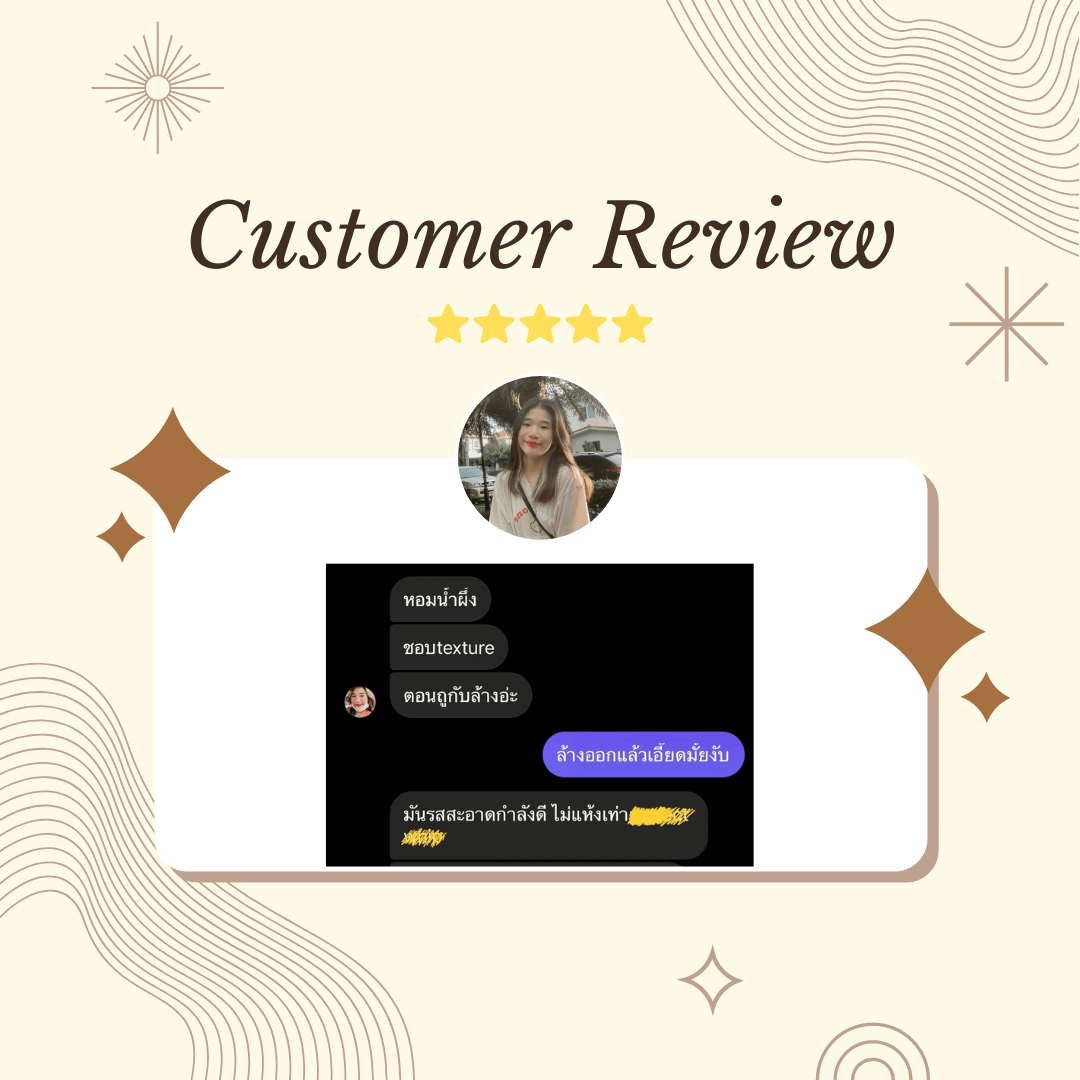 Customer Review
หอมน้ำผึ้ง
ชอบtexture
ตอนถูกับล้างอ่ะ
ล้างออกแล้วเอี้ยดมั้ยงับ
มันรสสะอาดกำลังดี ไม่แห้งเท่า